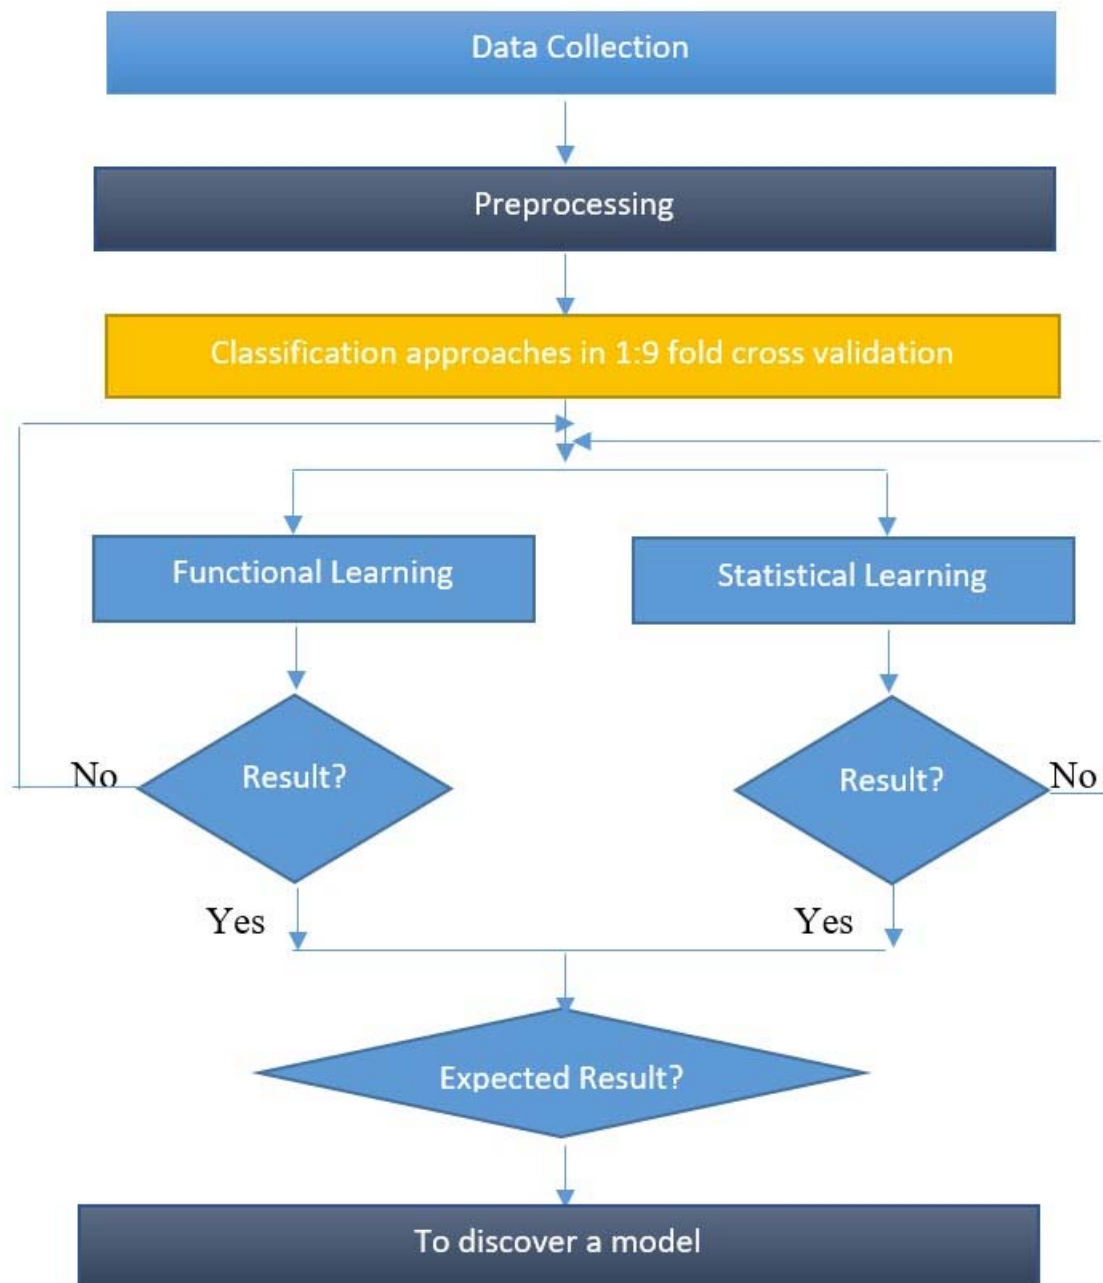 Data Collection
Preprocessing
Classification approaches in 1:9 fold cross validation
Functional Learning
Statistical Learning
No
Result?
Result?
No
Yes
Yes
Expected Result?
To discover a model